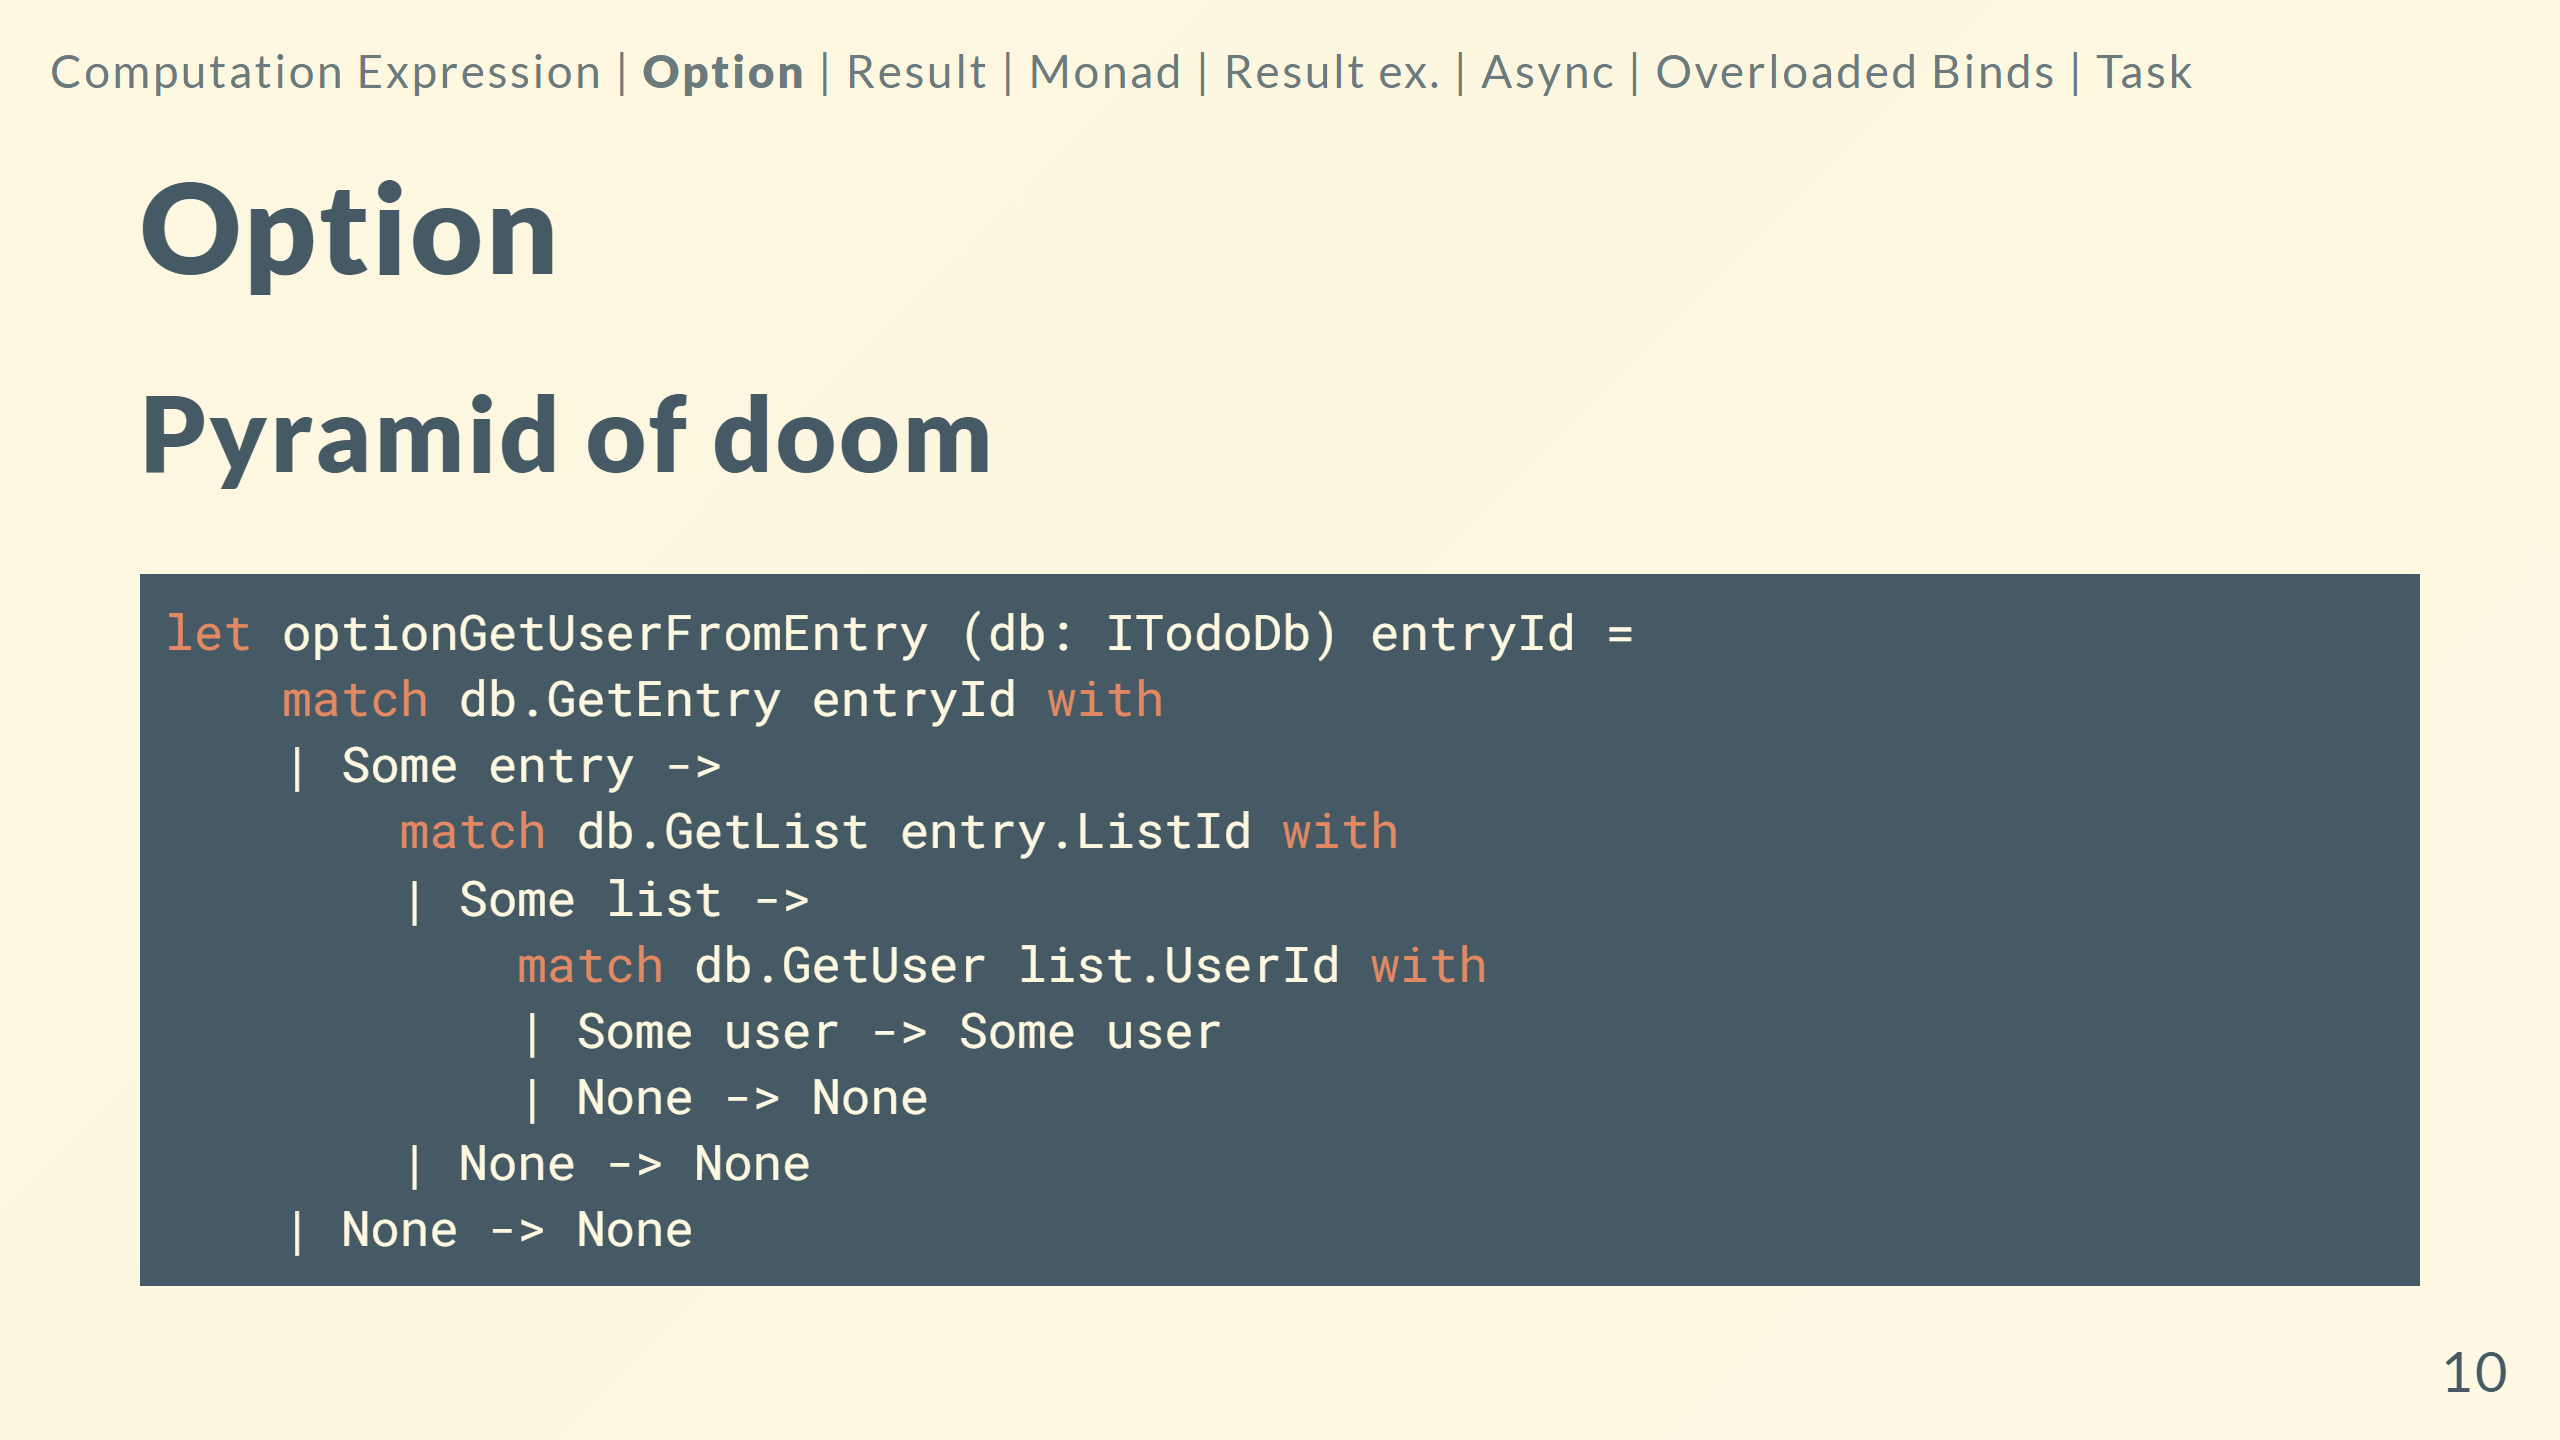 Computation Expression | Option | Result | Monad | Result ex. | Async | Overloaded Binds | Task
Option
Pyramid of doom
let optionGetUserFromEntry (db: ITodoDb) entryId =
    match db.GetEntry entryId with
    | Some entry ->
        match db.GetList entry.ListId with
        | Some list ->
            match db.GetUser list.UserId with
            | Some user -> Some user
            | None -> None
        | None -> None
    | None -> None
10